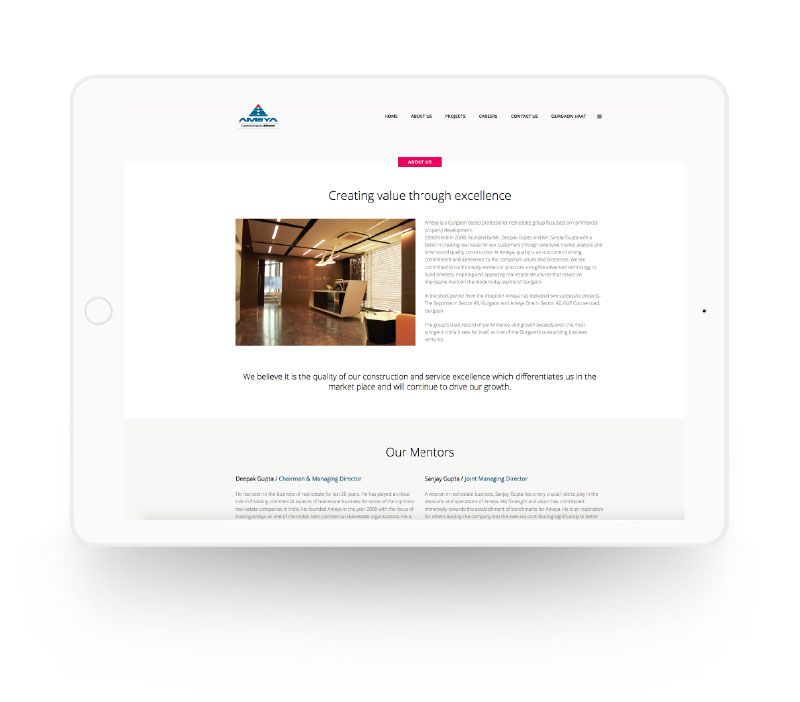 AMEYA
HOME ABOUT US PROJECTS CAREERS CONTACT US GURGAON HAAT
ABOUT US
Creating value through excellence
Ameya is a Gurgaon based professional real estate group focussed on commercial
property development.
Established in 2008, founded by Mr. Deepak Gupta and Mr. Sanjay Gupta with a
belief in creating real value for our customers through extensive market analysis and
time bound quality construction. At Ameya, quality is an outcome of strong
commitment and adherence to the company's values and processes. We are
committed to continuously evolve our practices using the advanced technology to
build timeless, inspiring and appealing real estate structures that leaves an
impressive mark on the modern day skyline of Gurgaon.
In the short period from the inception Ameya has delivered two successful projects-
The Sapphire in Sector 49, Gurgaon and Ameya One in Sector 42, Golf Course road,
Gurgaon.
The group's track record of performance and growth exceeds even the most
stringent criteria it sets for itself, as one of the Gurgaon's outstanding business
ventures.
We believe it is the quality of our construction and service excellence which differentiates us in the
market place and will continue to drive our growth.
Our Mentors
Deepak Gupta / Chairman & Managing Director
He has been in the business of real-estate for last 20 years. He has played a critical
role in finalising commercial aspects of real-estate business for some of the top most
real-estate companies in India. He founded Ameya in the year 2008 with the focus of
making Ameya as one of the Indian best commercial real-estate organizations. He is
Sanjay Gupta / Joint Managing Director
A veteran in real-estate business, Sanjay Gupta has a very crucial role to play in the
decisions and operations of Ameya. His foresight and vision has contributed
immensely towards the establishment of benchmarks for Ameya. He is an inspiration
for others leading the company into the new era contributing significantly to better